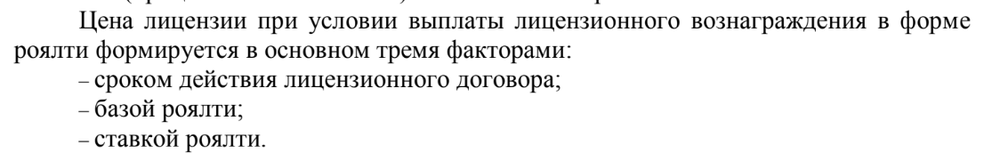 Цена лицензии при условии выплаты лицензионного вознаграждения в форме
роялти формируется в основном тремя факторами:
– сроком действия лицензионного договора;
– базой роялти;
– ставкой роялти.